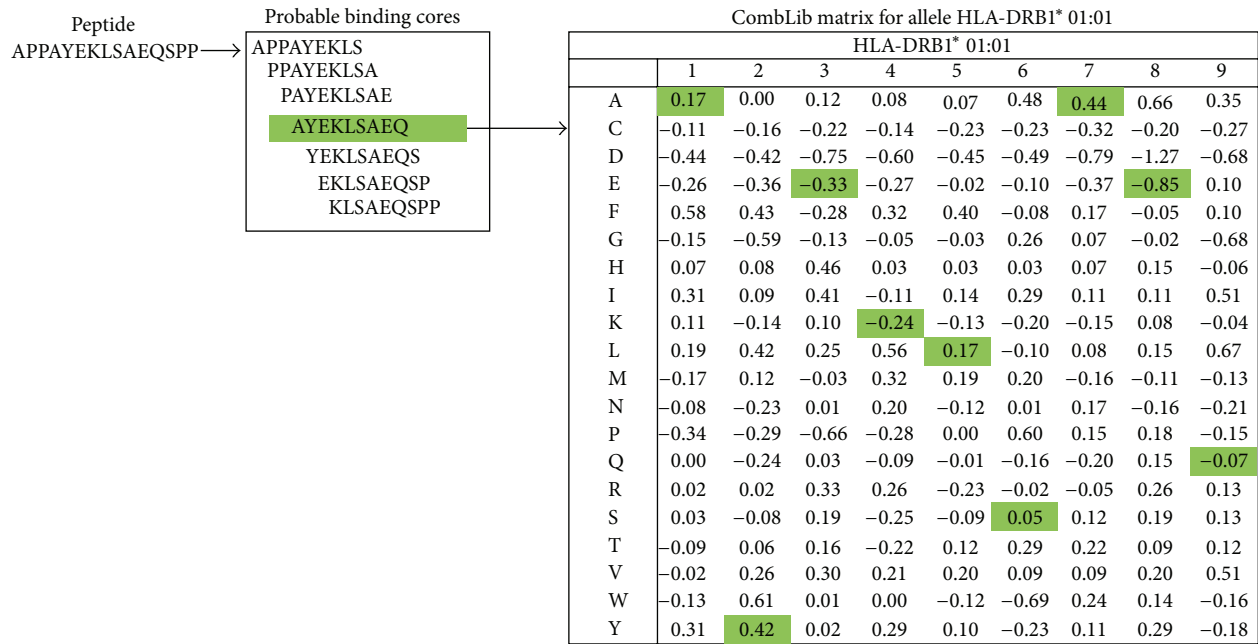 Peptide
APPAYEKLSAEQSPP
Probable binding cores
APPAYEKLS
PPAYEKLSA
PAYEKLSAE
AYEKLSAEQ
YEKLSAEQS
EKLSAEQSP
KLSAEQSPP
CombLib matrix for allele HLA-DRB1* 01:01
HLA-DRB1* 01:01
1 2 3 4 5 6 7 8 9
A 0.17 0.00 0.12 0.08 0.07 0.48 0.44 0.66 0.35
C −0.11 −0.16 −0.22 −0.14 −0.23 −0.23 −0.32 −0.20 −0.27
D −0.44 −0.42 −0.75 −0.60 −0.45 −0.49 −0.79 −1.27 −0.68
E −0.26 −0.36 −0.33 −0.27 −0.02 −0.10 −0.37 −0.85 0.10
F 0.58 0.43 −0.28 0.32 0.40 −0.08 0.17 −0.05 0.10
G −0.15 −0.59 −0.13 −0.05 −0.03 0.26 0.07 −0.02 −0.68
H 0.07 0.08 0.46 0.03 0.03 0.03 0.07 0.15 −0.06
I 0.31 0.09 0.41 −0.11 0.14 0.29 0.11 0.11 0.51
K 0.11 −0.14 0.10 −0.24 −0.13 −0.20 −0.15 0.08 −0.04
L 0.19 0.42 0.25 0.56 0.17 −0.10 0.08 0.15 0.67
M −0.17 0.12 −0.03 0.32 0.19 0.20 −0.16 −0.11 −0.13
N −0.08 −0.23 0.01 0.20 −0.12 0.01 0.17 −0.16 −0.21
P −0.34 −0.29 −0.66 −0.28 0.00 0.60 0.15 0.18 −0.15
Q 0.00 −0.24 0.03 −0.09 −0.01 −0.16 −0.20 0.15 −0.07
R 0.02 0.02 0.33 0.26 −0.23 −0.02 −0.05 0.26 0.13
S 0.03 −0.08 0.19 −0.25 −0.09 0.05 0.12 0.19 0.13
T −0.09 0.06 0.16 −0.22 0.12 0.29 0.22 0.09 0.12
V −0.02 0.26 0.30 0.21 0.20 0.09 0.09 0.20 0.51
W −0.13 0.61 0.01 0.00 −0.12 −0.69 0.24 0.14 −0.16
Y 0.31 0.42 0.02 0.29 0.10 −0.23 0.11 0.29 −0.18